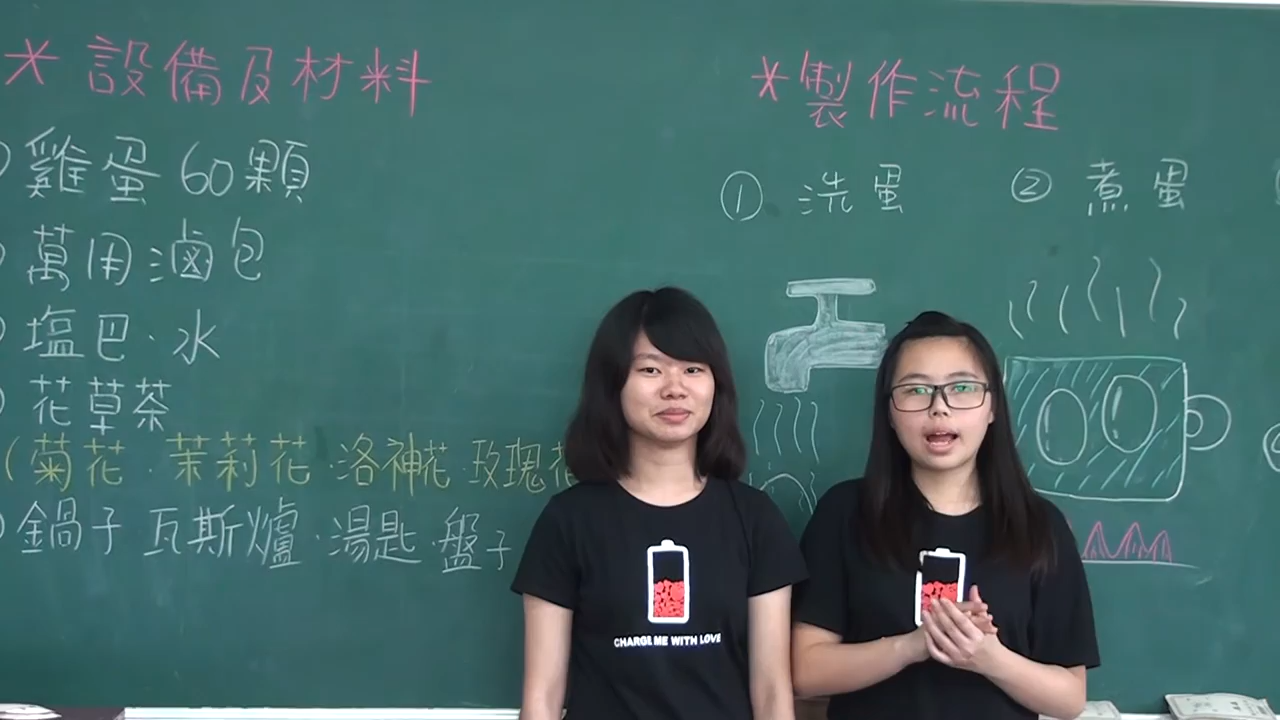 * 設備及材料
雞蛋 60顆
萬用滷包
塩巴·水
花草茶
(菊花·茉莉花·洛神花·玫瑰花
鍋子 瓦斯爐·湯匙·盤子
* 製作流程
① 洗蛋
② 煮蛋
CHARGE ME WITH LOVE